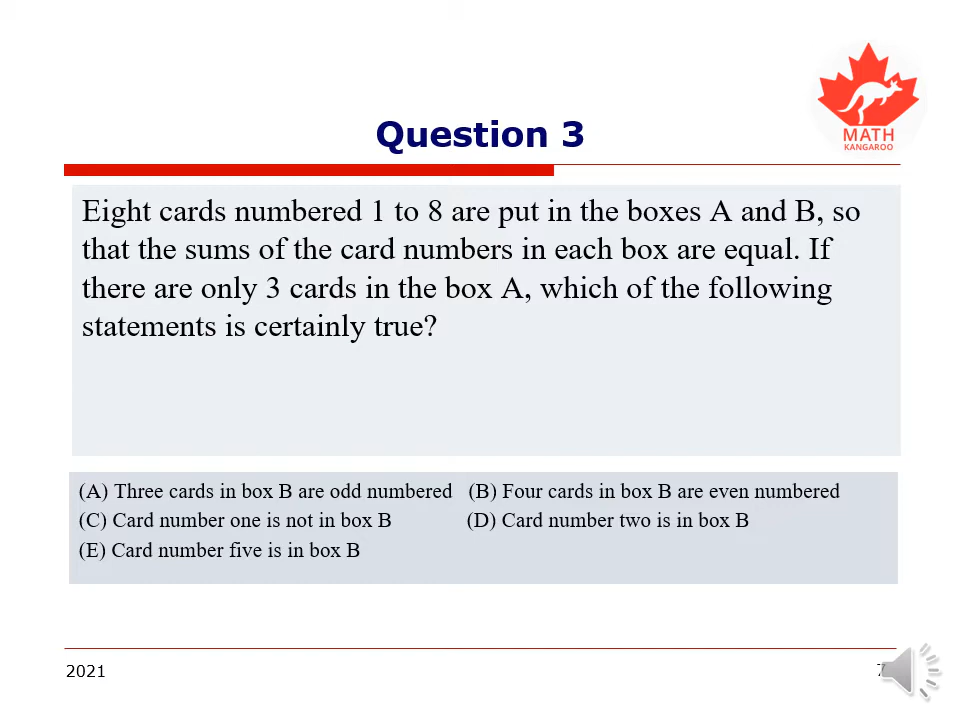 MATH
KANGAROO
Question 3
Eight cards numbered 1 to 8 are put in the boxes A and B, so
that the sums of the card numbers in each box are equal. If
there are only 3 cards in the box A, which of the following
statements is certainly true?
(A) Three cards in box B are odd numbered (B) Four cards in box B are even numbered
(C) Card number one is not in box B (D) Card number two is in box B
(E) Card number five is in box B
2021
7